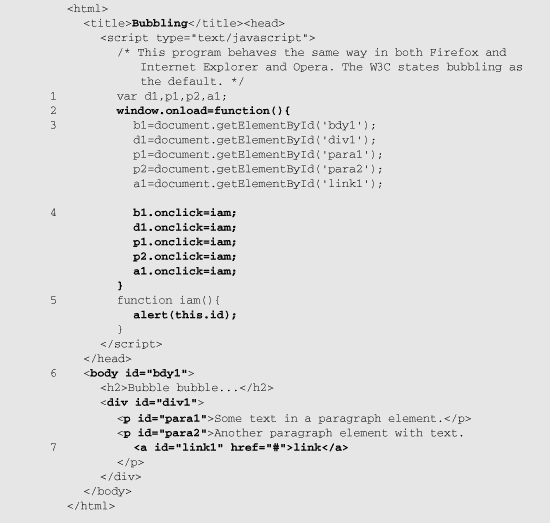 <html>
<title>Bubbling</title><head>
<script type="text/javascript">
/* This program behaves the same way in both Firefox and
Internet Explorer and Opera. The W3C states bubbling as
the default. */
1 var d1,p1,p2,a1;
2 window.onload=function(){
3 b1=document.getElementById('bdy1');
d1=document.getElementById('div1');
p1=document.getElementById('para1');
p2=document.getElementById('para2');
a1=document.getElementById('link1');
4 b1.onclick=iam;
d1.onclick=iam;
p1.onclick=iam;
p2.onclick=iam;
a1.onclick=iam;
}
5 function iam(){
alert(this.id);
}
</script>
</head>
6 <body id="bdy1">
<h2>Bubble bubble...</h2>
<div id="div1">
<p id="para1">Some text in a paragraph element.</p>
<p id="para2">Another paragraph element with text.
7 <a id="link1" href="#">link</a>
</p>
</div>
</body>
</html>